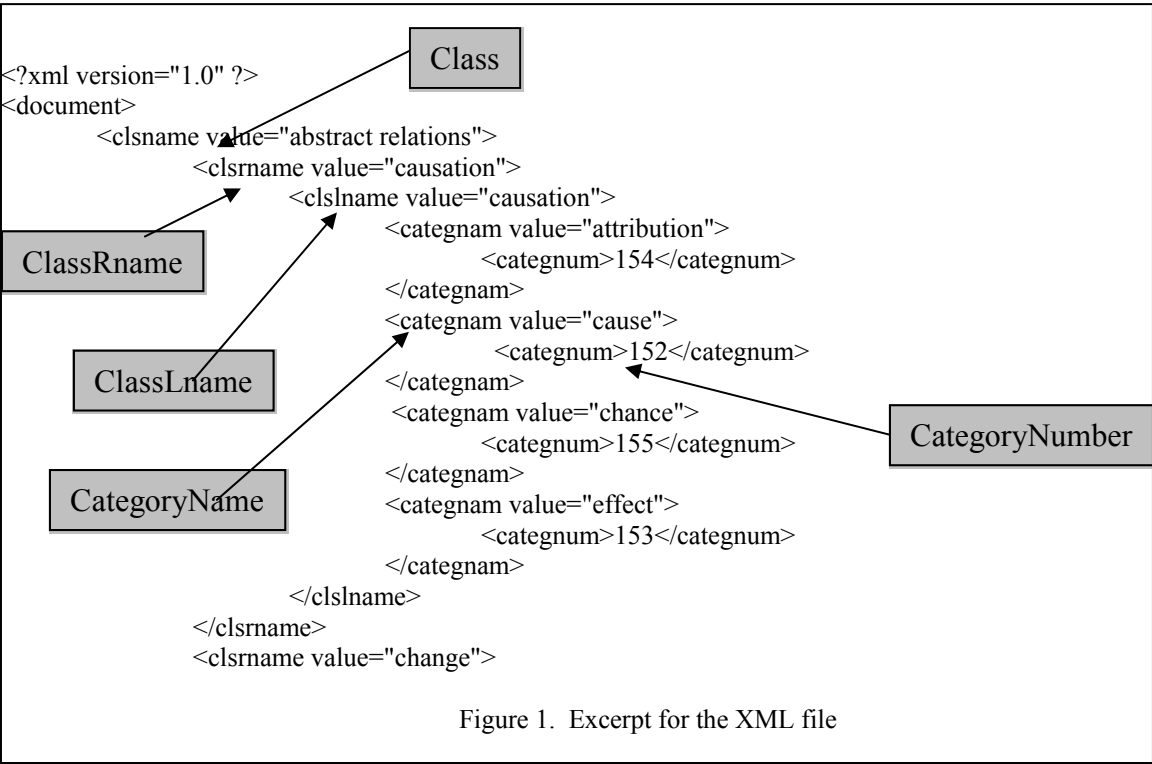 Class
<?xml version="1.0" ?>
<document>
<clsname value="abstract relations">
<clsrname value="causation">
<clslname value="causation">
<categnam value="attribution">
ClassRname
<categnum>154</categnum>
</categnam>
<categnam value="cause">
<categnum>152</categnum>
ClassLname
</categnam>
<categnam value="chance">
CategoryNumber
<categnum>155</categnum>
</categnam>
CategoryName
<categnam value="effect">
<categnum>153</categnum>
</categnam>
</clslname>
</clsrname>
<clsrname value="change">
Figure 1. Excerpt for the XML file